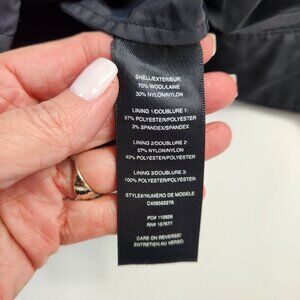 SHELL/EXTERIEUR:
70% WOOL/LAINE
30% NYLON/NYLON
LINING 1/DOUBLURE 1:
97% POLYESTER/POLYESTER
3% SPANDEX/SPANDEX
LINING 2/DOUBLURE 2:
57% NYLON/NYLON
43% POLYESTER/POLYESTER
LINING 3/DOUBLURE 3:
100% POLYESTER/POLYESTER
STYLE#/NUMÉRO DE MODÈLE
C406563278
PO# 110826
RN# 107677
CARE ON REVERSE/
ENTRETIEN AU VERSO